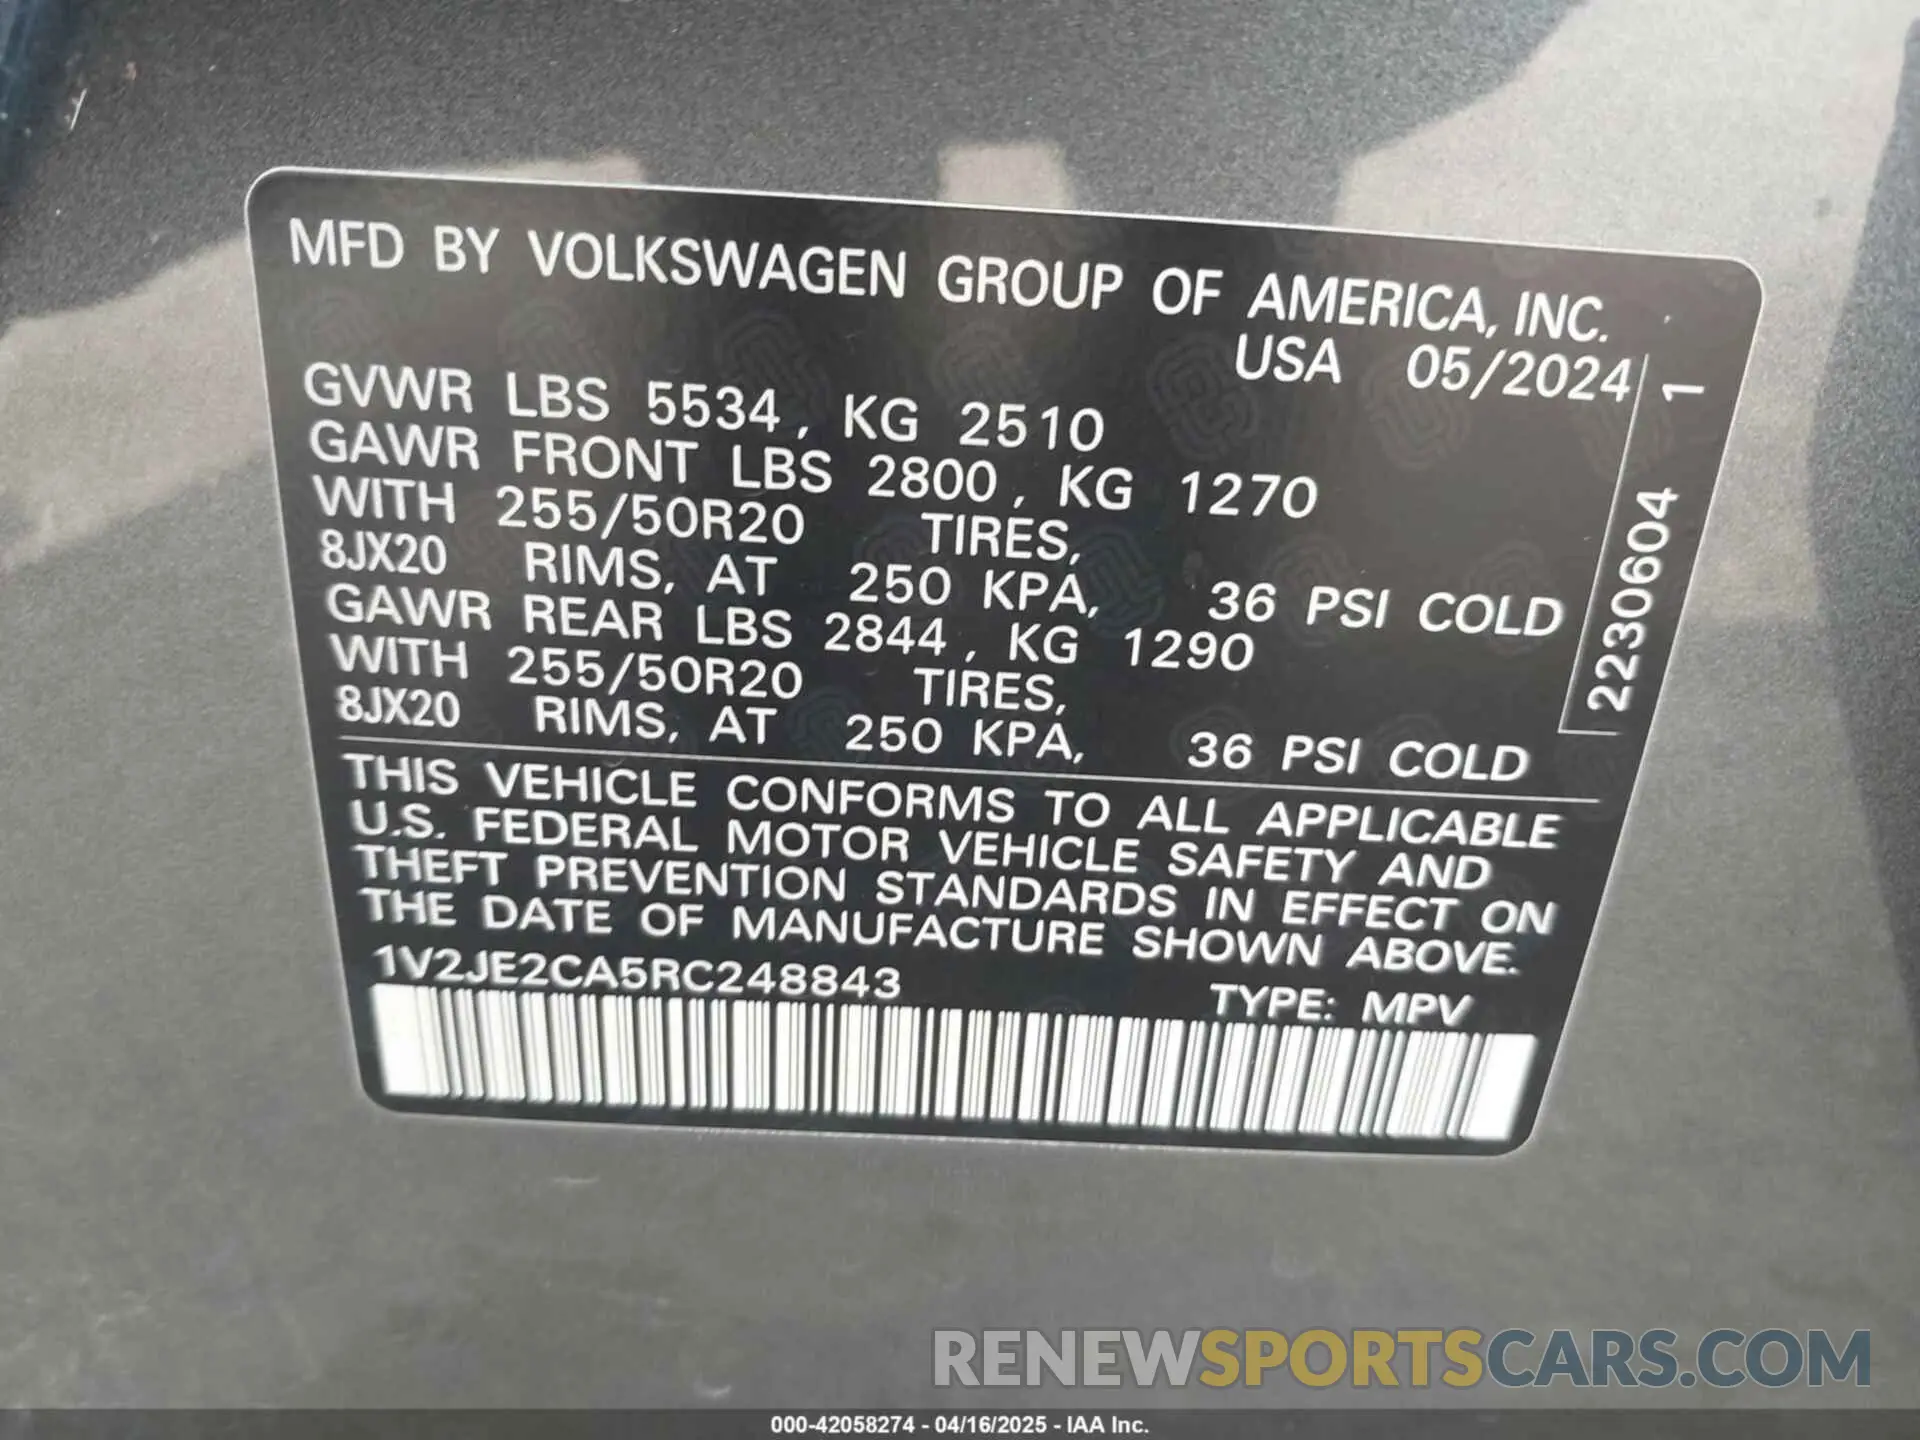 MFD BY VOLKSWAGEN GROUP OF AMERICA, INC.
USA 05/2024
GVWR LBS 5534, KG 2510
GAWR FRONT LBS 2800, KG 1270
WITH 255/50R20 TIRES,
8JX20 RIMS, AT 250 KPA, 36 PSI COLD
GAWR REAR LBS 2844, KG 1290
WITH 255/50R20 TIRES,
8JX20 RIMS, AT 250 KPA, 36 PSI COLD
2230604 1
THIS VEHICLE CONFORMS TO ALL APPLICABLE
U.S. FEDERAL MOTOR VEHICLE SAFETY AND
THEFT PREVENTION STANDARDS IN EFFECT ON
THE DATE OF MANUFACTURE SHOWN ABOVE.
1V2JE2CA5RC248843 TYPE: MPV
RENEWSPORTSCARS.COM
000-42058274 - 04/16/2025 - IAA Inc.